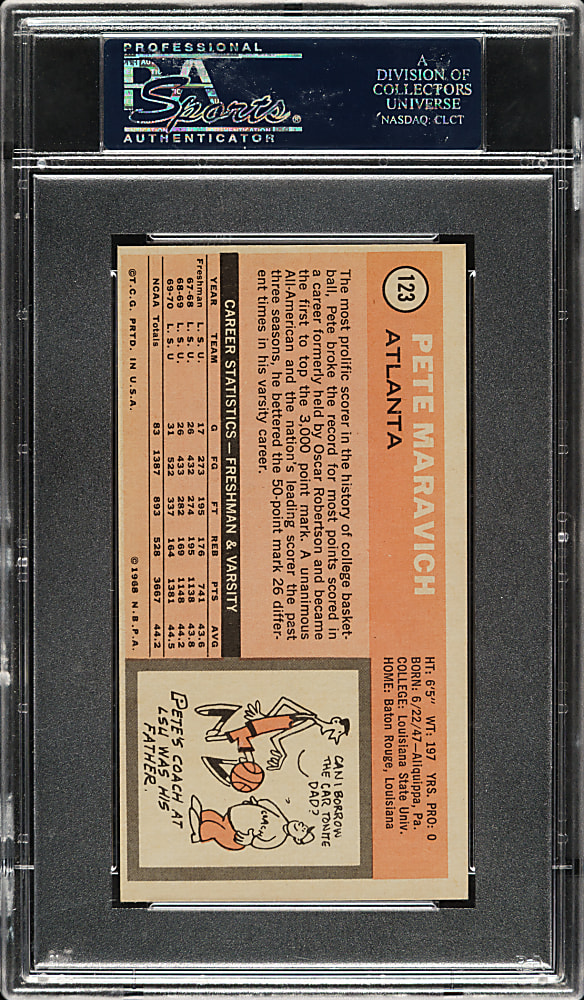 PROFESSIONAL
PSA
Sports®
AUTHENTICATOR
A
DIVISION OF
COLLECTORS
UNIVERSE
NASDAQ: CLCT
123
PETE MARAVICH
ATLANTA
HT: 6'5" WT: 197 YRS. PRO: 0
BORN: 6/22/47—Aliquippa, Pa.
COLLEGE: Louisiana State Univ.
HOME: Baton Rouge, Louisiana
The most prolific scorer in the history of college basket-
ball, Pete broke the record for most points scored in
a career formerly held by Oscar Robertson and became
the first to top the 3,000 point mark. A unanimous
All-American and the nation's leading scorer the past
three seasons, he bettered the 50-point mark 26 differ-
ent times in his varsity career.
CAREER STATISTICS — FRESHMAN & VARSITY
YEAR TEAM G FG FT REB PTS AVG
Freshman L. S. U. 17 273 195 176 741 43.6
67-68 L. S. U. 26 432 274 195 1138 43.8
68-69 L. S. U. 26 433 282 169 1148 44.2
69-70 L. S. U 31 522 337 164 1381 44.5
NCAA Totals 83 1387 893 528 3667 44.2
©T.C.G. PRTD. IN U.S.A. ©1968 N.B.P.A.
CAN I BORROW
THE CAR TONITE
DAD?
COACH
PETE'S COACH AT
LSU WAS HIS
FATHER.